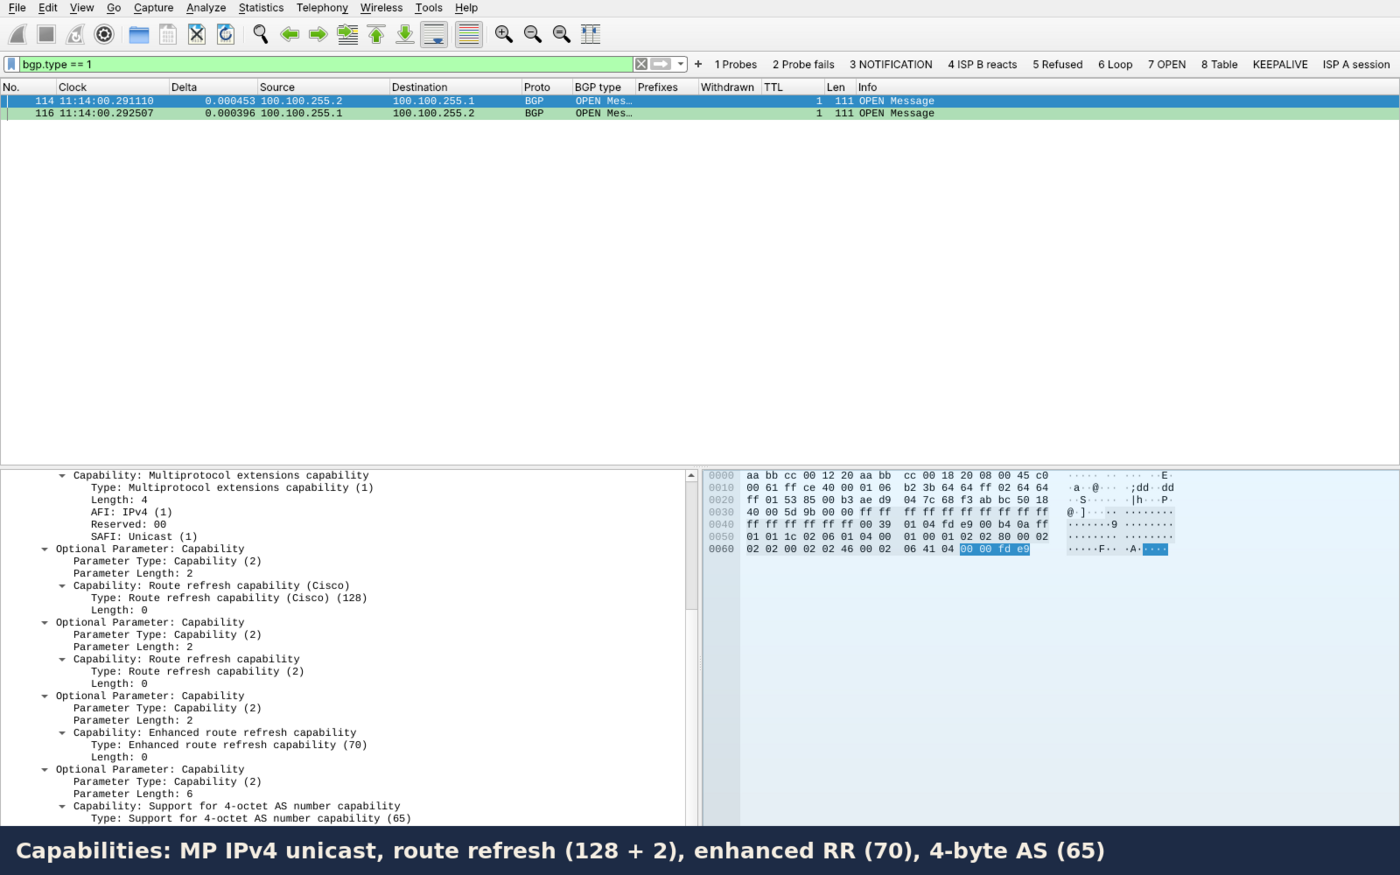 File Edit View Go Capture Analyze Statistics Telephony Wireless Tools Help
bgp.type == 1
+ 1 Probes 2 Probe fails 3 NOTIFICATION 4 ISP B reacts 5 Refused 6 Loop 7 OPEN 8 Table KEEPALIVE ISP A session
No. Clock Delta Source Destination Proto BGP type Prefixes Withdrawn TTL Len Info
114 11:14:00.291110 0.000453 100.100.255.2 100.100.255.1 BGP OPEN Mes… 1 111 OPEN Message
116 11:14:00.292507 0.000396 100.100.255.1 100.100.255.2 BGP OPEN Mes… 1 111 OPEN Message
Capability: Multiprotocol extensions capability
Type: Multiprotocol extensions capability (1)
Length: 4
AFI: IPv4 (1)
Reserved: 00
SAFI: Unicast (1)
Optional Parameter: Capability
Parameter Type: Capability (2)
Parameter Length: 2
Capability: Route refresh capability (Cisco)
Type: Route refresh capability (Cisco) (128)
Length: 0
Optional Parameter: Capability
Parameter Type: Capability (2)
Parameter Length: 2
Capability: Route refresh capability
Type: Route refresh capability (2)
Length: 0
Optional Parameter: Capability
Parameter Type: Capability (2)
Parameter Length: 2
Capability: Enhanced route refresh capability
Type: Enhanced route refresh capability (70)
Length: 0
Optional Parameter: Capability
Parameter Type: Capability (2)
Parameter Length: 6
Capability: Support for 4-octet AS number capability
Type: Support for 4-octet AS number capability (65)
0000 aa bb cc 00 12 20 aa bb cc 00 18 20 08 00 45 c0 ····· ·· ··· ·· ··E·
0010 00 61 ff ce 40 00 01 06 b2 3b 64 64 ff 02 64 64 ·a··@··· ·;dd··dd
0020 ff 01 53 85 00 b3 ae d9 04 7c 68 f3 ab bc 50 18 ··S····· ·|h···P·
0030 40 00 5d 9b 00 00 ff ff ff ff ff ff ff ff ff ff @·]····· ········
0040 ff ff ff ff ff ff 00 39 01 04 fd e9 00 b4 0a ff ·······9 ········
0050 01 01 1c 02 06 01 04 00 01 00 01 02 02 80 00 02 ········ ········
0060 02 02 00 02 02 46 00 02 06 41 04 00 00 fd e9 ·····F·· ·A·····
Capabilities: MP IPv4 unicast, route refresh (128 + 2), enhanced RR (70), 4-byte AS (65)